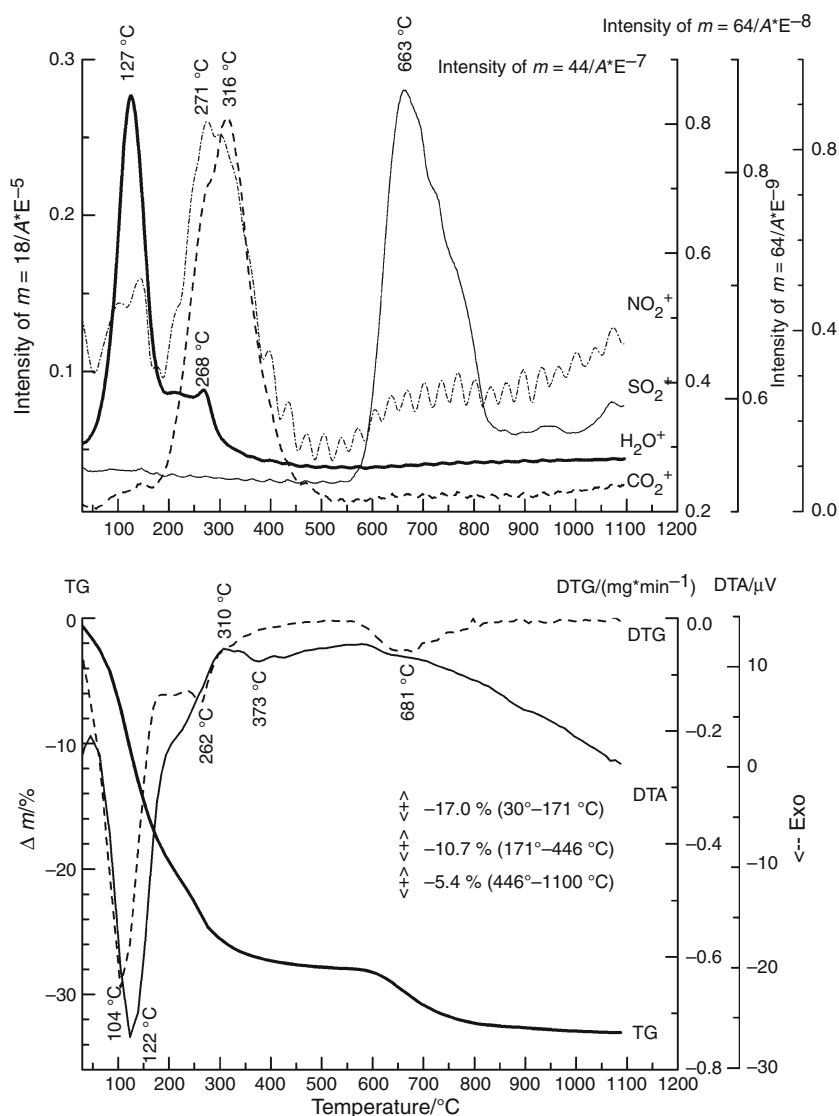 Intensity of m = 64/A*E–8
Intensity of m = 44/A*E–7
Intensity of m = 18/A*E–5
Intensity of m = 64/A*E–9
0.3
0.2
0.1
127 °C
271 °C
316 °C
663 °C
268 °C
NO2+
SO2+
H2O+
CO2+
0.8
0.6
0.4
0.2
0.8
0.6
0.8
0.4
0.0
100 200 300 400 500 600 700 800 900 1000 1100 1200
TG
DTG/(mg*min–1)
DTA/μV
0
–10
–20
–30
Δ m/%
310 °C
262 °C
373 °C
681 °C
104 °C
122 °C
DTG
DTA
TG
–17.0 % (30°–171 °C)
–10.7 % (171°–446 °C)
–5.4 % (446°–1100 °C)
<+>
<+>
<+>
0.0
–0.2
–0.4
–0.6
–0.8
10
0
–10
–20
–30
<-- Exo
100 200 300 400 500 600 700 800 900 1000 1100 1200
Temperature/°C